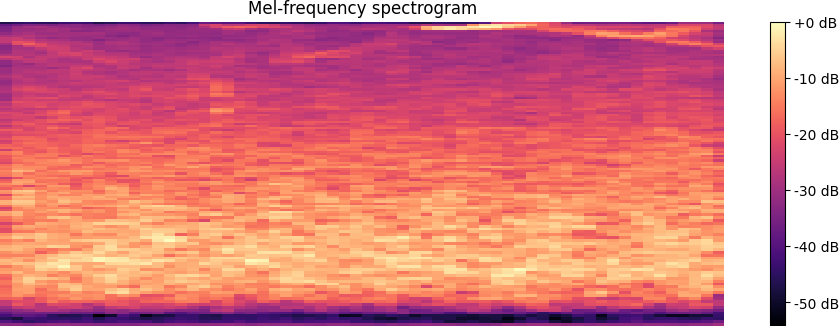 Mel-frequency spectrogram
+0 dB
-10 dB
-20 dB
-30 dB
-40 dB
-50 dB